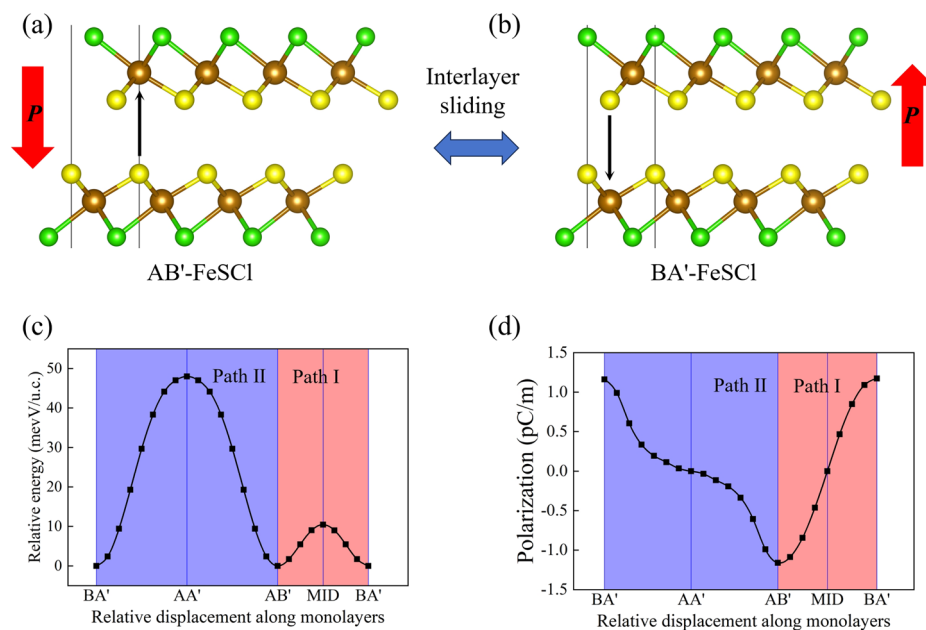 (a)
(b)
P
Interlayer
sliding
P
AB'-FeSCl
BA'-FeSCl
(c)
(d)
Relative energy (mevV/u.c.)
50
40
30
20
10
0
Path II
Path I
BA'
AA'
AB'
MID
BA'
Relative displacement along monolayers
Polarization (pC/m)
1.5
1.0
0.5
0.0
-0.5
-1.0
-1.5
Path II
Path I
BA'
AA'
AB'
MID
BA'
Relative displacement along monolayers